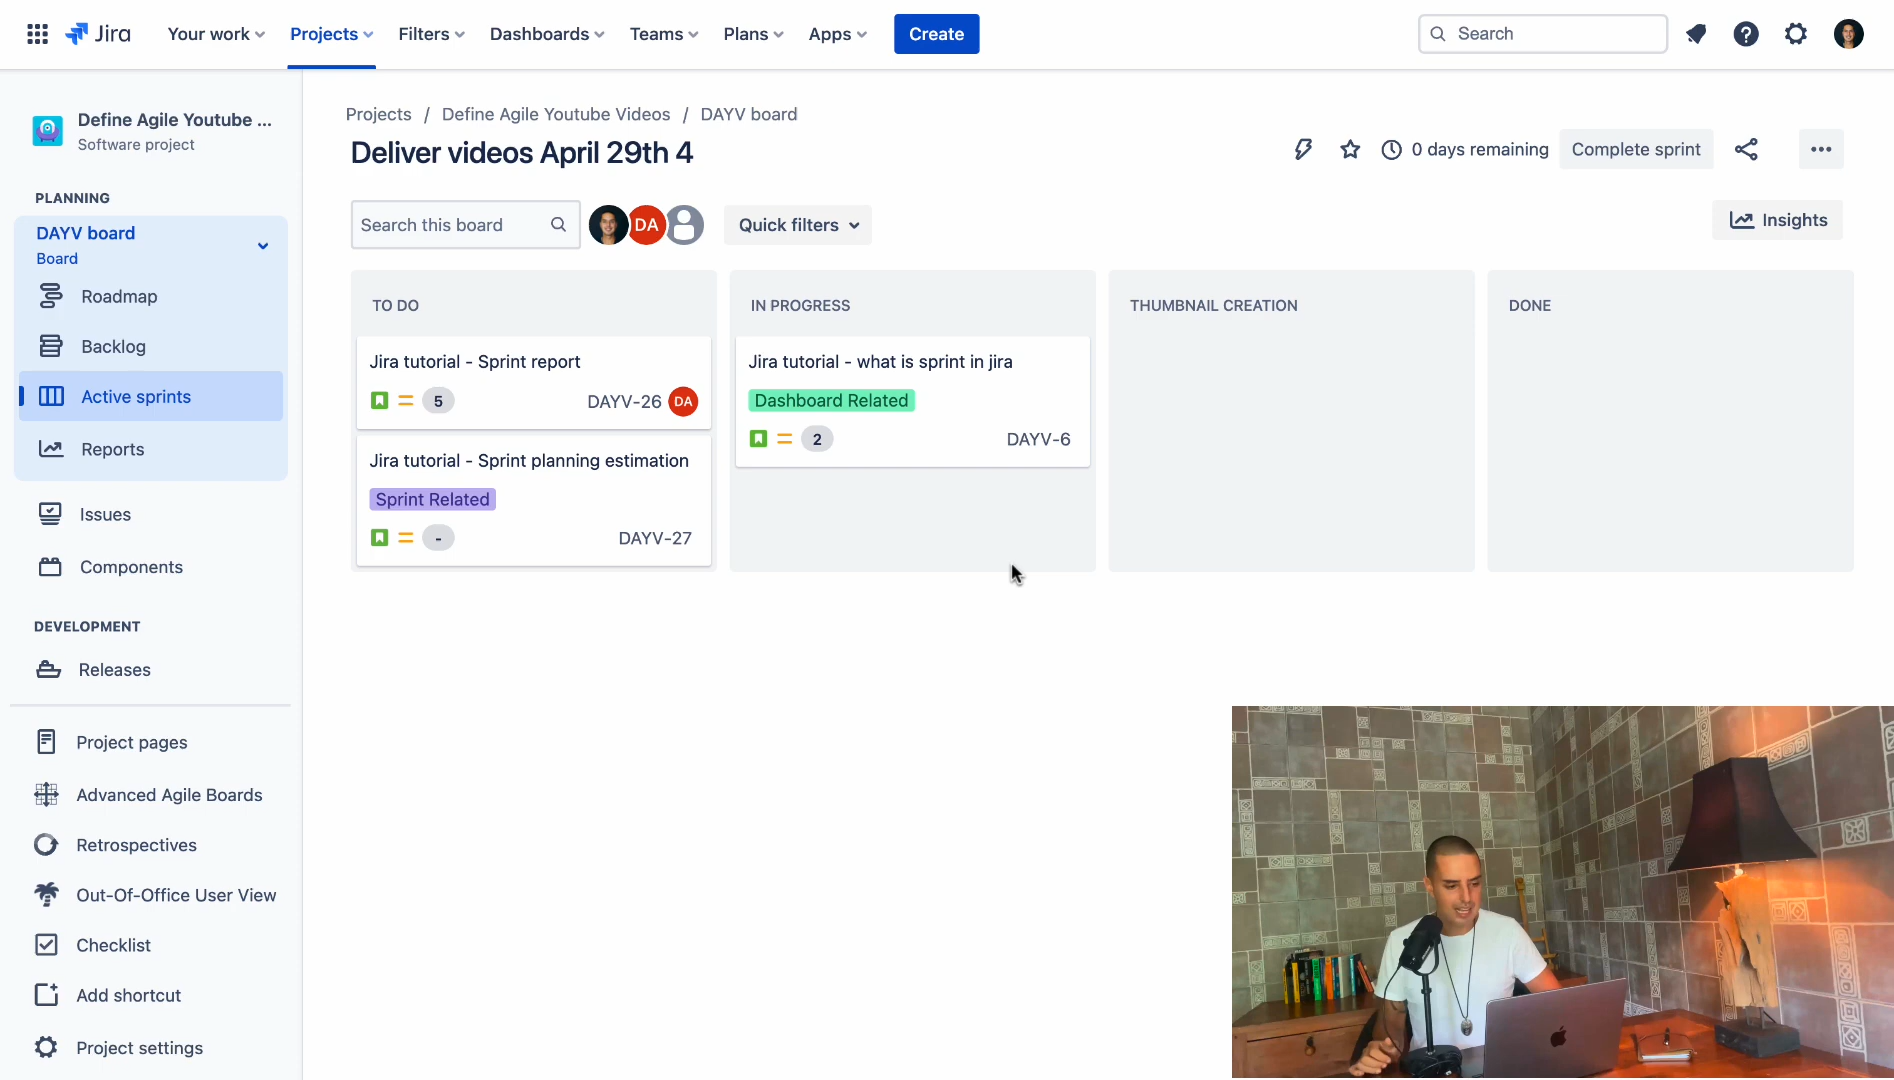 Jira
Your work
Projects
Filters
Dashboards
Teams
Plans
Apps
Create
Search
Define Agile Youtube ...
Software project
PLANNING
DAYV board
Board
Roadmap
Backlog
Active sprints
Reports
Issues
Components
DEVELOPMENT
Releases
Project pages
Advanced Agile Boards
Retrospectives
Out-Of-Office User View
Checklist
Add shortcut
Project settings
Projects / Define Agile Youtube Videos / DAYV board
Deliver videos April 29th 4
0 days remaining
Complete sprint
Search this board
DA
Quick filters
Insights
TO DO
Jira tutorial - Sprint report
5
DAYV-26
DA
Jira tutorial - Sprint planning estimation
Sprint Related
-
DAYV-27
IN PROGRESS
Jira tutorial - what is sprint in jira
Dashboard Related
2
DAYV-6
THUMBNAIL CREATION
DONE